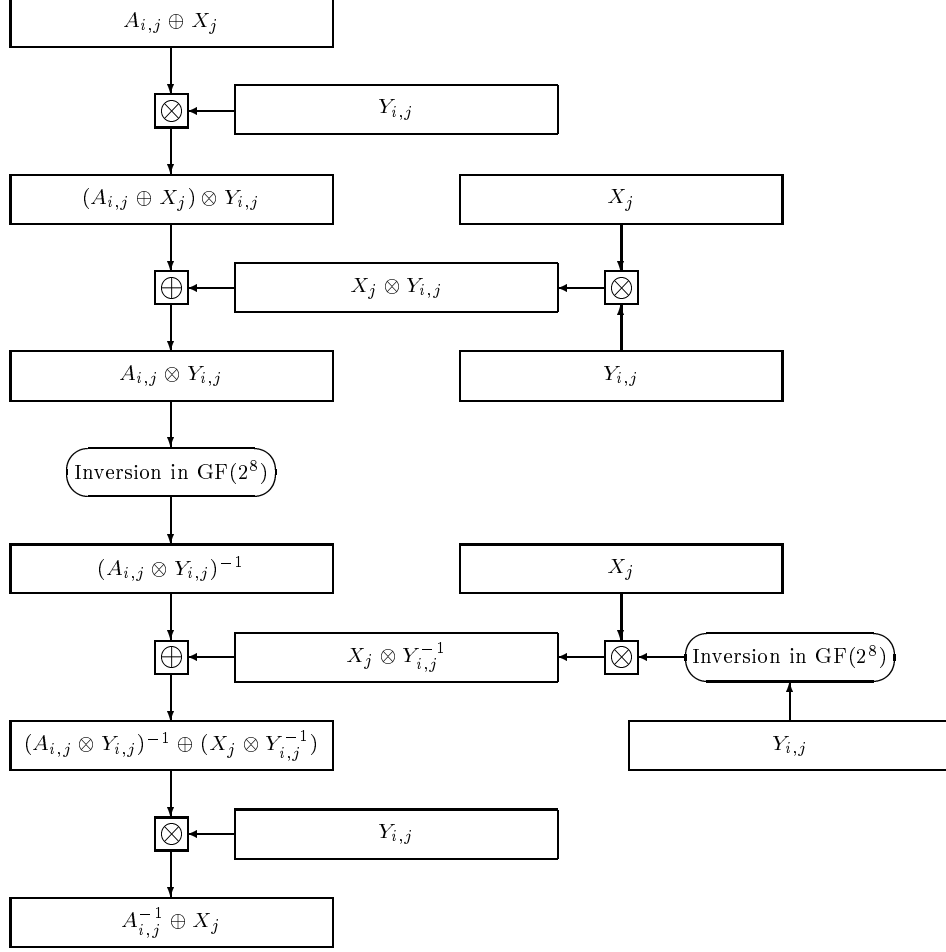 A_{i,j} ⊕ X_j
⊗
Y_{i,j}
(A_{i,j} ⊕ X_j) ⊗ Y_{i,j}
X_j
⊕
X_j ⊗ Y_{i,j}
⊗
A_{i,j} ⊗ Y_{i,j}
Y_{i,j}
Inversion in GF(2^8)
(A_{i,j} ⊗ Y_{i,j})^{-1}
X_j
⊕
X_j ⊗ Y_{i,j}^{-1}
⊗
Inversion in GF(2^8)
(A_{i,j} ⊗ Y_{i,j})^{-1} ⊕ (X_j ⊗ Y_{i,j}^{-1})
Y_{i,j}
⊗
Y_{i,j}
A_{i,j}^{-1} ⊕ X_j